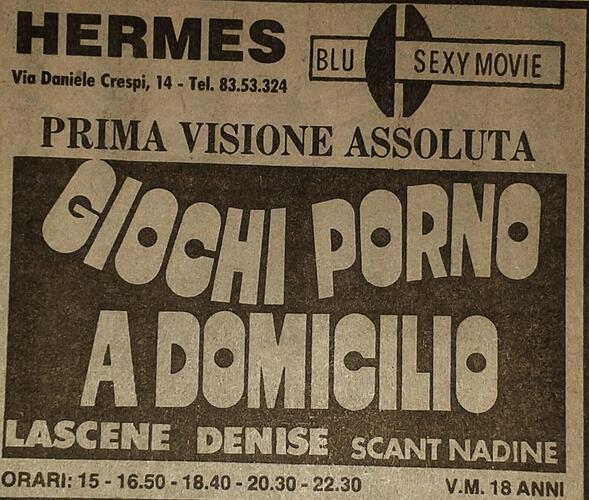 HERMES
Via Daniele Crespi, 14 - Tel. 83.53.324
BLU SEXY MOVIE
PRIMA VISIONE ASSOLUTA
GIOCHI PORNO
A DOMICILIO
LASCENE DENISE SCANT NADINE
ORARI: 15 - 16.50 - 18.40 - 20.30 - 22.30 V.M. 18 ANNI